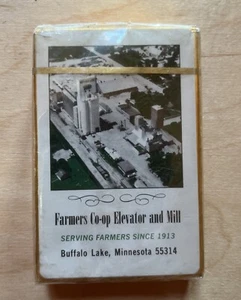 Farmers Co-op Elevator and Mill
SERVING FARMERS SINCE 1913
Buffalo Lake, Minnesota 55314